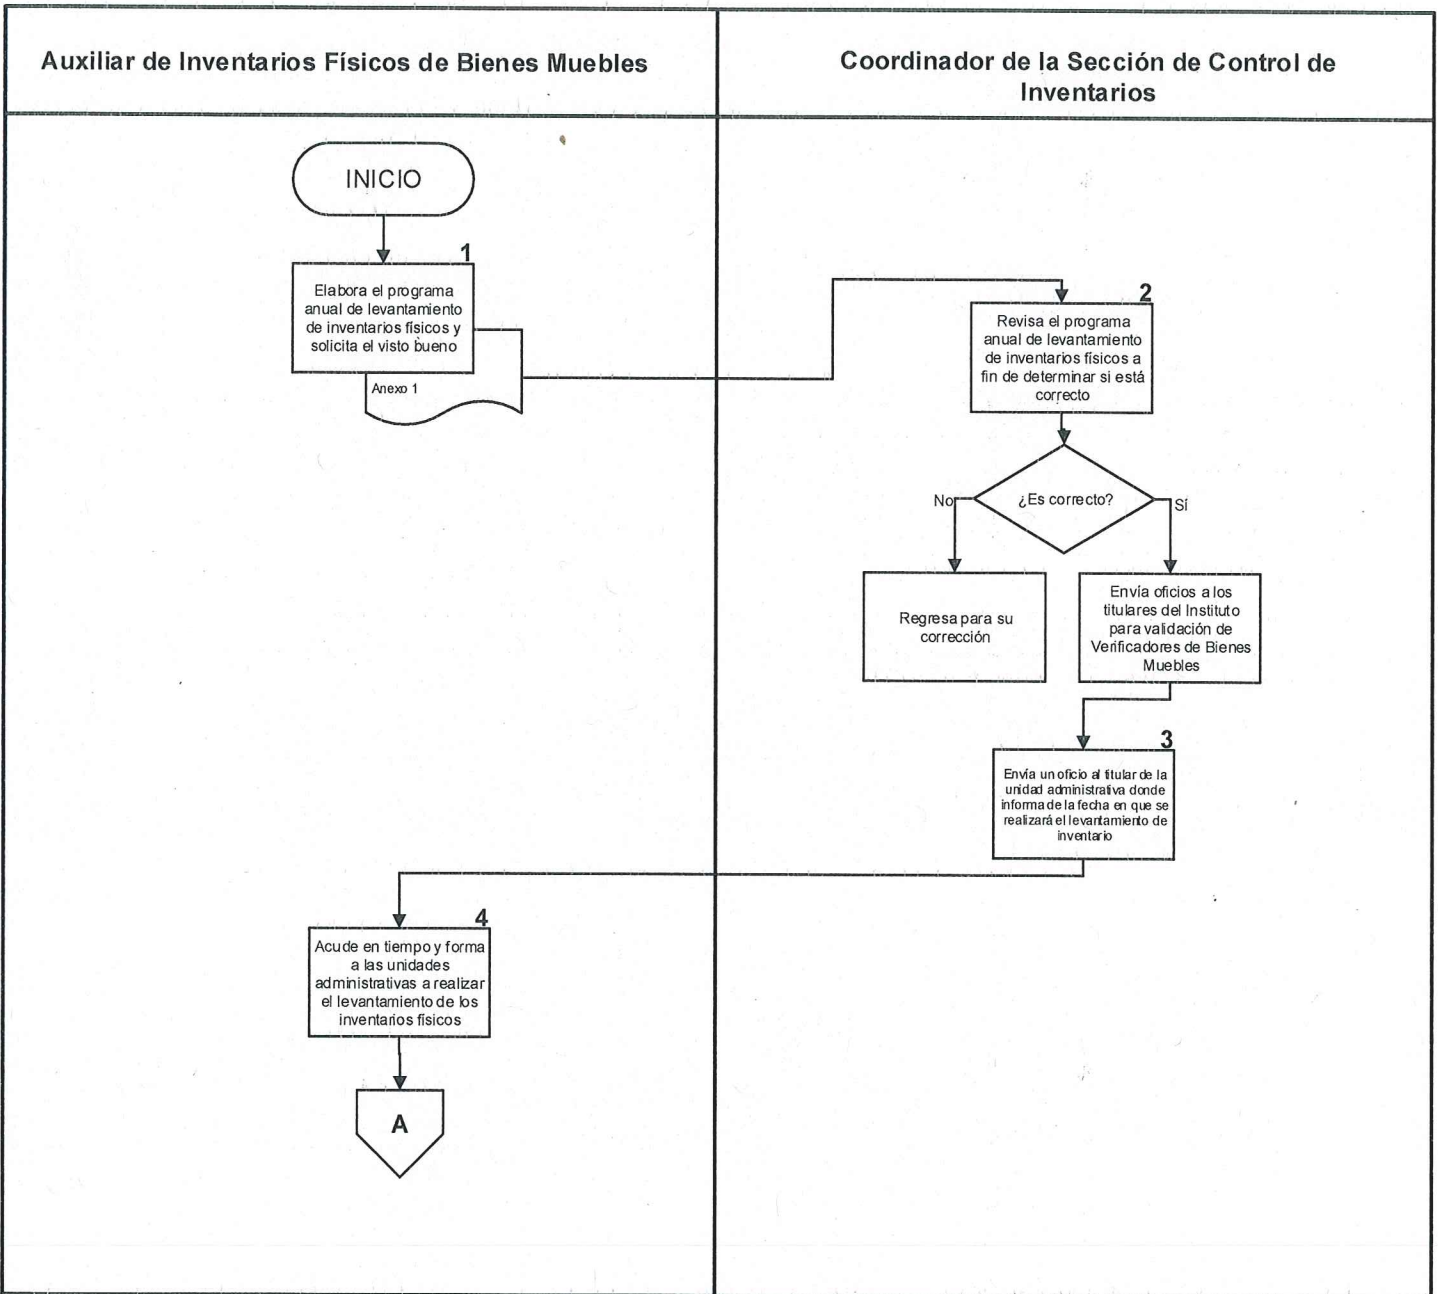 Auxiliar de Inventarios Físicos de Bienes Muebles
Coordinador de la Sección de Control de
Inventarios
INICIO
1
Elabora el programa
anual de levantamiento
de inventarios físicos y
solicita el visto bueno
Anexo 1
2
Revisa el programa
anual de levantamiento
de inventarios físicos a
fin de determinar si está
correcto
¿Es correcto?
No
Sí
Regresa para su
corrección
Envía oficios a los
titulares del Instituto
para validación de
Verificadores de Bienes
Muebles
3
Envía un oficio al titular de la
unidad administrativa donde
informa de la fecha en que se
realizará el levantamiento de
inventario
4
Acude en tiempo y forma
a las unidades
administrativas a realizar
el levantamiento de los
inventarios físicos
A